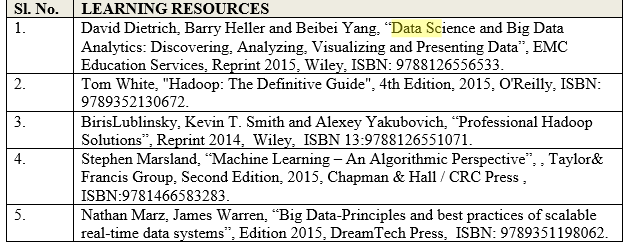 Sl. No. LEARNING RESOURCES
1. David Dietrich, Barry Heller and Beibei Yang, “Data Science and Big Data
Analytics: Discovering, Analyzing, Visualizing and Presenting Data”, EMC
Education Services, Reprint 2015, Wiley, ISBN: 9788126556533.
2. Tom White, "Hadoop: The Definitive Guide", 4th Edition, 2015, O'Reilly, ISBN:
9789352130672.
3. BirisLublinsky, Kevin T. Smith and Alexey Yakubovich, “Professional Hadoop
Solutions”, Reprint 2014, Wiley, ISBN 13:9788126551071.
4. Stephen Marsland, “Machine Learning – An Algorithmic Perspective”, , Taylor&
Francis Group, Second Edition, 2015, Chapman & Hall / CRC Press ,
ISBN:9781466583283.
5. Nathan Marz, James Warren, “Big Data-Principles and best practices of scalable
real-time data systems”, Edition 2015, DreamTech Press, ISBN: 9789351198062.